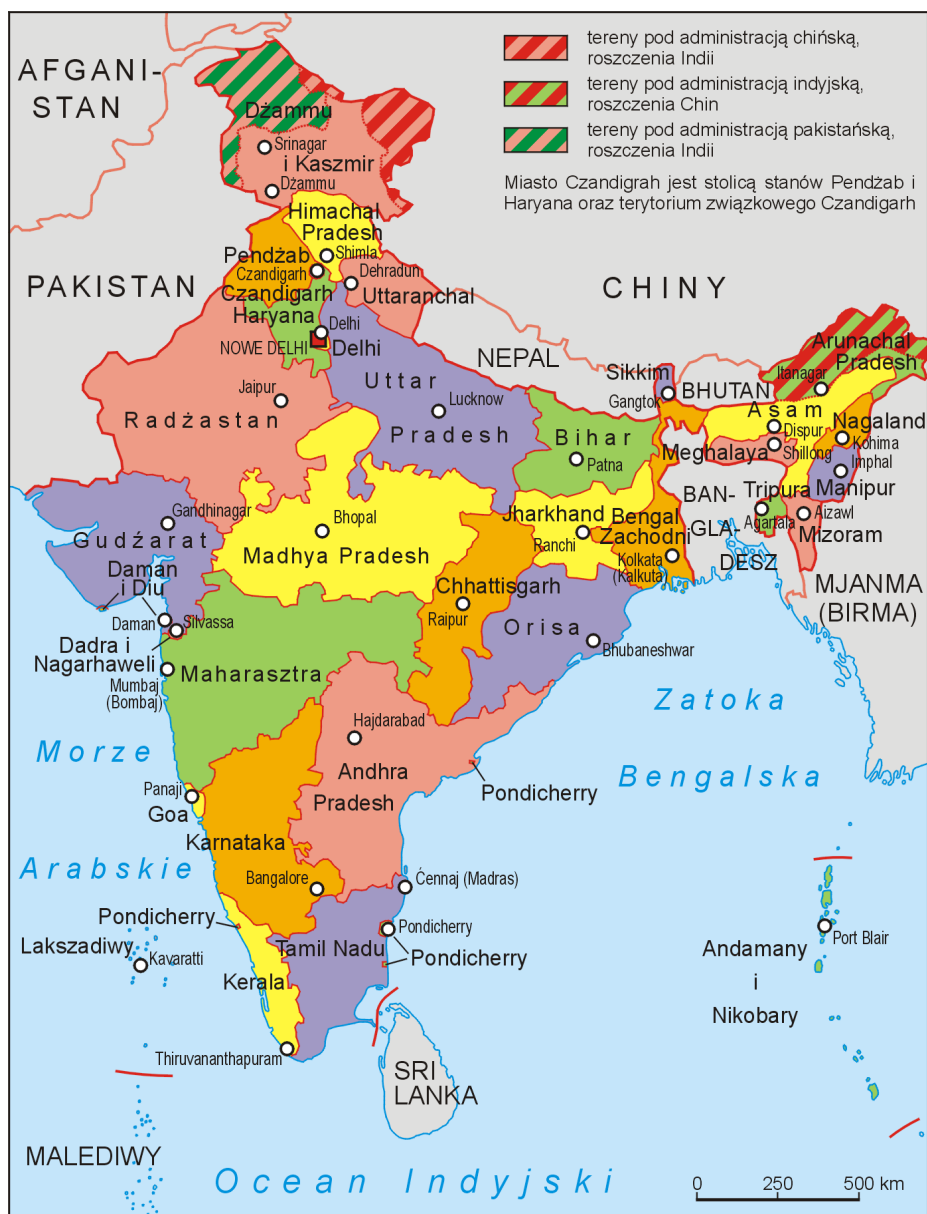 AFGANI-
STAN
tereny pod administracją chińską,
roszczenia Indii
tereny pod administracją indyjską,
roszczenia Chin
tereny pod administracją pakistańską,
roszczenia Indii
Miasto Czandigrah jest stolicą stanów Pendżab i
Haryana oraz terytorium związkowego Czandigarh
Dżammu
Srinagar
i Kaszmir
Dżammu
Himachal
Pradesh
Pendżab
Shimla
Czandigarh
Dehradun
PAKISTAN
Czandigarh
Uttaranchal
CHINY
Haryana
Delhi
NOWE DELHI
Delhi
NEPAL
Arunachal
Pradesh
Sikkim
Gangtok
BHUTAN
Itanagar
Jaipur
Uttar
Lucknow
Radżastan
Pradesh
Asam
Dispur
Nagaland
Kohima
Bihar
Patna
Meghalaya
Shillong
Imphal
BAN-
Tripura
Manipur
Gandhinagar
Bhopal
Jharkhand
Bengal
Agartala
Aizawl
Gudźarat
Madhya Pradesh
Ranchi
Zachodni
GLA-
Mizoram
Kolkata
(Kalkuta)
DESZ
Daman
i Diu
Chhattisgarh
MJANMA
(BIRMA)
Daman
Silvassa
Raipur
Orisa
Bhubaneshwar
Dadra i
Nagarhaweli
Maharasztra
Mumbaj
(Bombaj)
Zatoka
Morze
Hajdarabad
Bengalska
Andhra
Pradesh
Panaji
Goa
Pondicherry
Karnataka
Arabskie
Bangalore
Ćennaj (Madras)
Pondicherry
Pondicherry
Lakszadiwy
Kavaratti
Tamil Nadu
Pondicherry
Port Blair
Kerala
Andamany
i
Nikobary
Thiruvananthapuram
SRI
LANKA
MALEDIWY
Ocean Indyjski
0 250 500 km